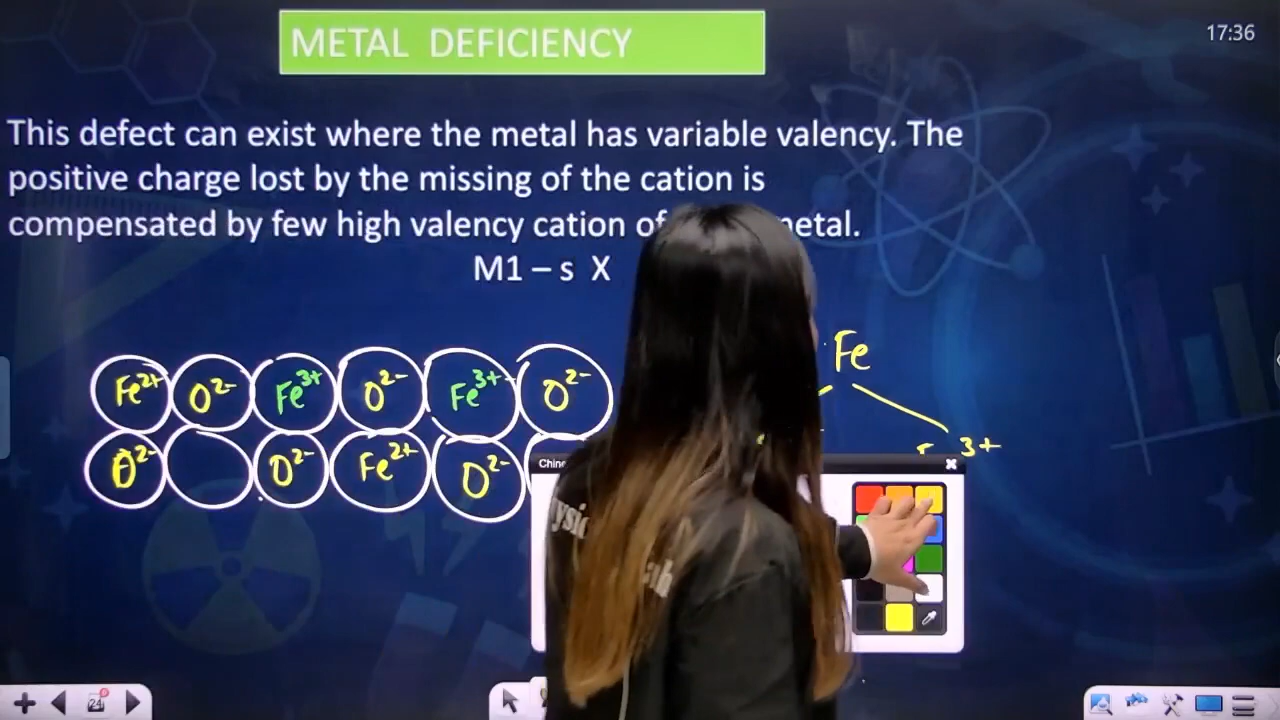 METAL DEFICIENCY
17:36
This defect can exist where the metal has variable valency. The
positive charge lost by the missing of the cation is
compensated by few high valency cation of
M1 – s X
Fe
Fe²⁺ O²⁻ Fe³⁺ O²⁻ Fe³⁺ O²⁻
3+
O²⁻ O²⁻ Fe²⁺ O²⁻
24